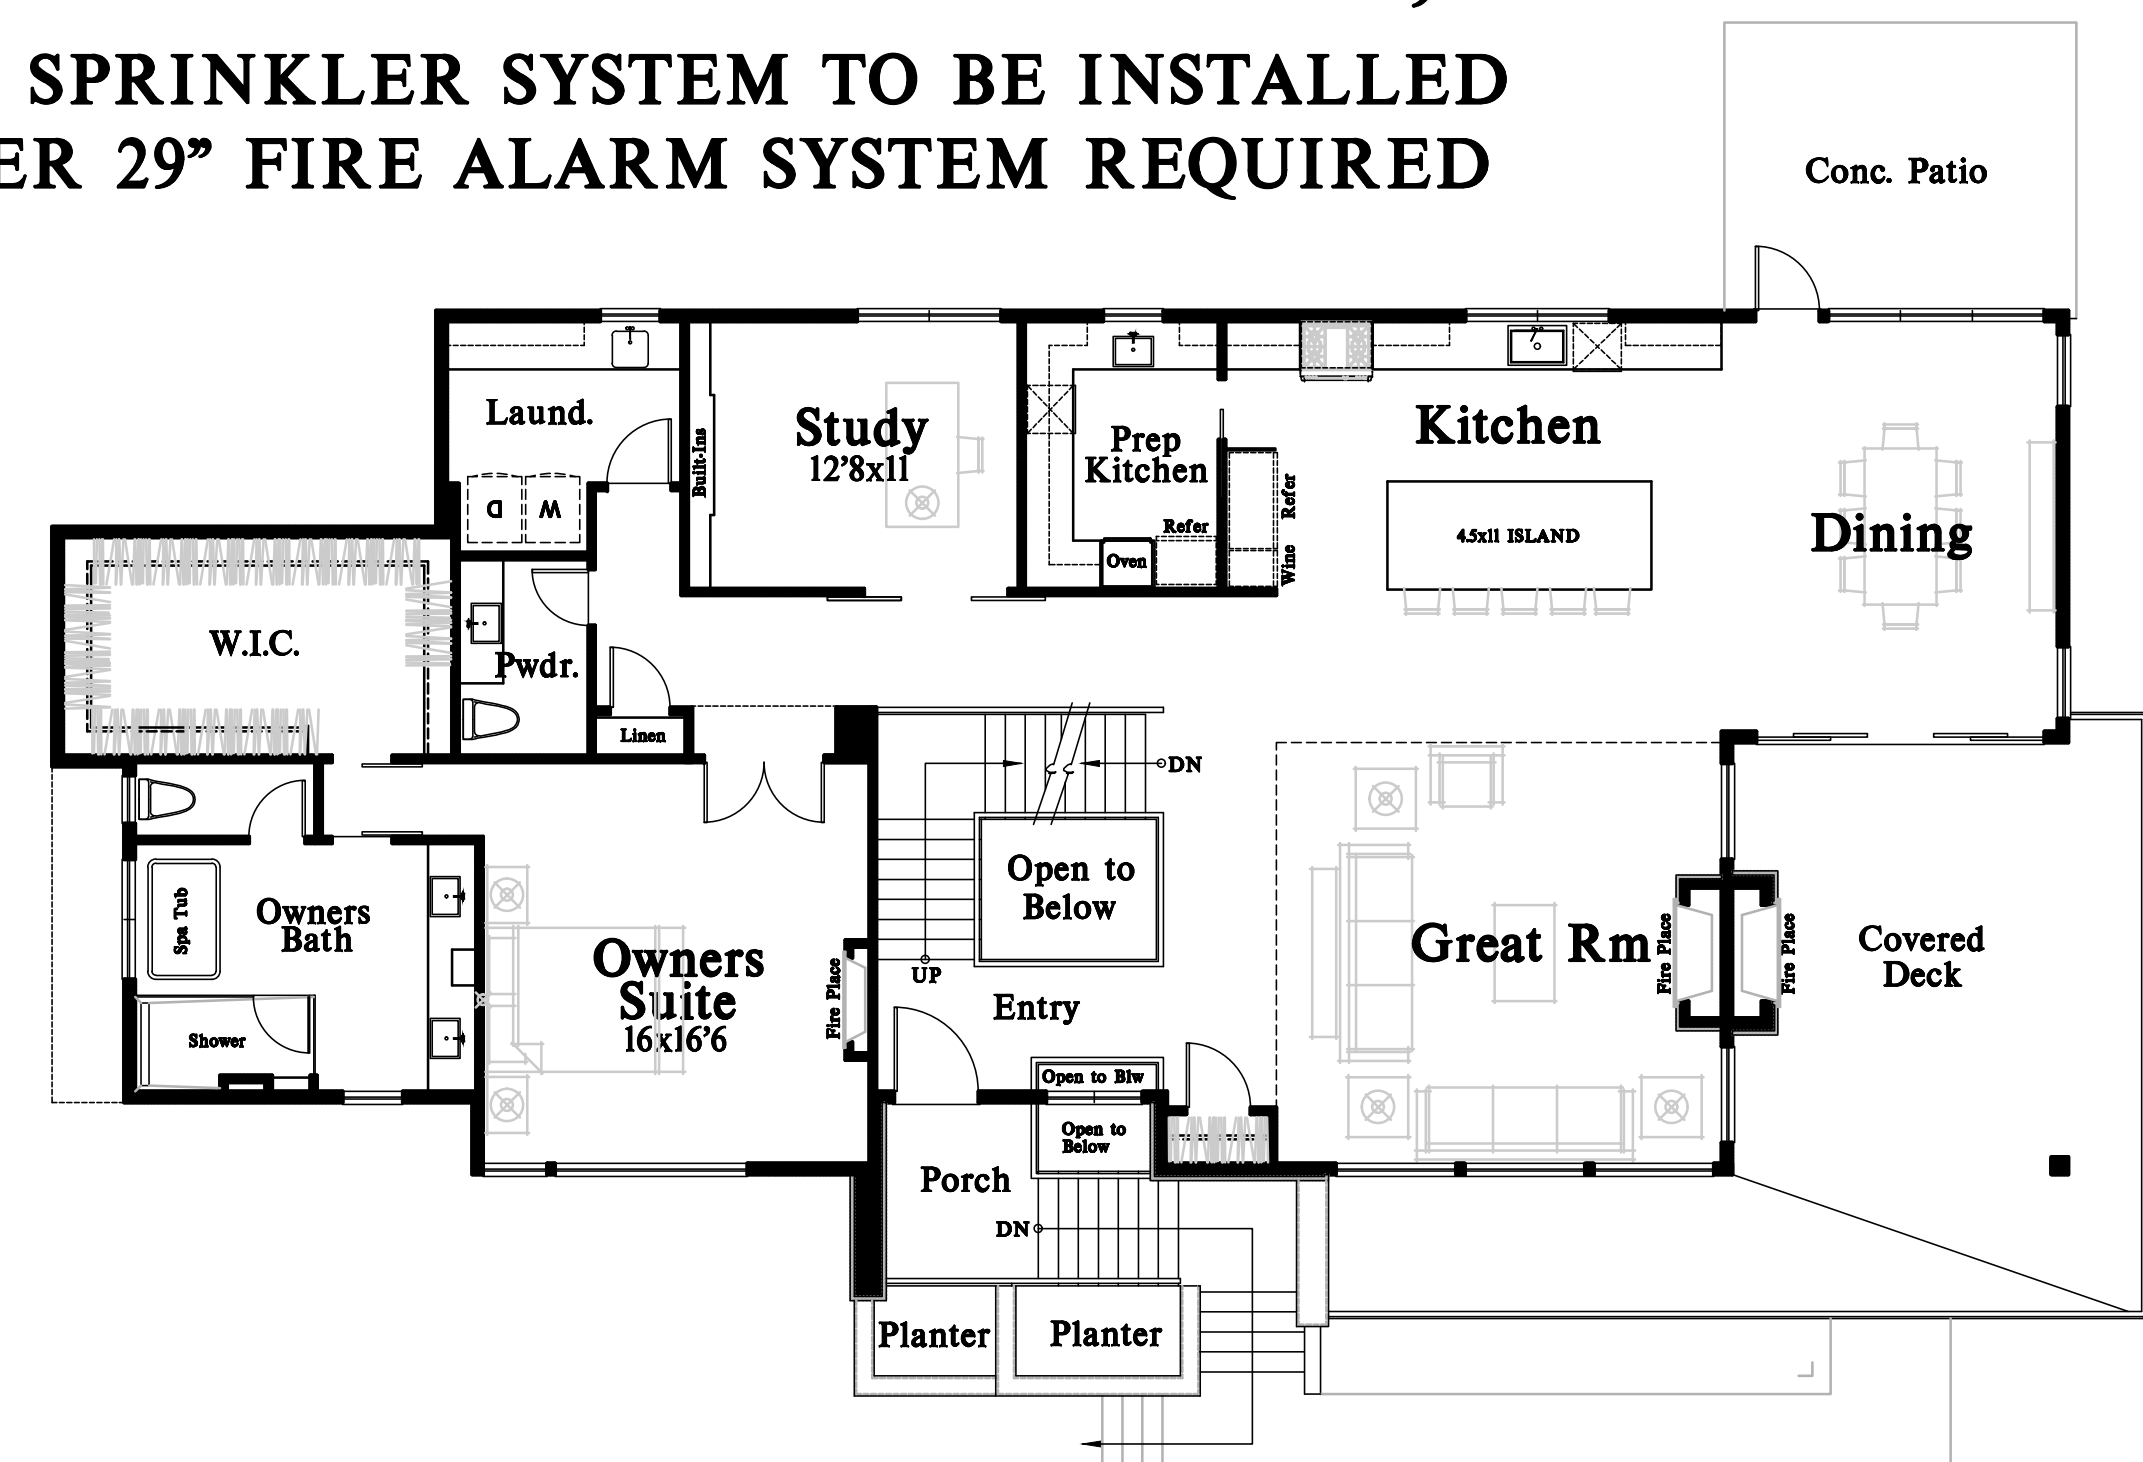 SPRINKLER SYSTEM TO BE INSTALLED
ER 29” FIRE ALARM SYSTEM REQUIRED
Conc. Patio
Laund.
Study
12'8x11
Built-Ins
Prep
Kitchen
Kitchen
Refer
Refer
Wine
Oven
4.5x11 ISLAND
Dining
D
W
W.I.C.
Pwdr.
Linen
DN
Open to
Below
UP
Entry
Owners
Bath
Spa Tub
Shower
Owners
Suite
16x16'6
Fire Place
Great Rm
Fire Place
Fire Place
Covered
Deck
Open to Blw
Open to
Below
Porch
DN
Planter
Planter